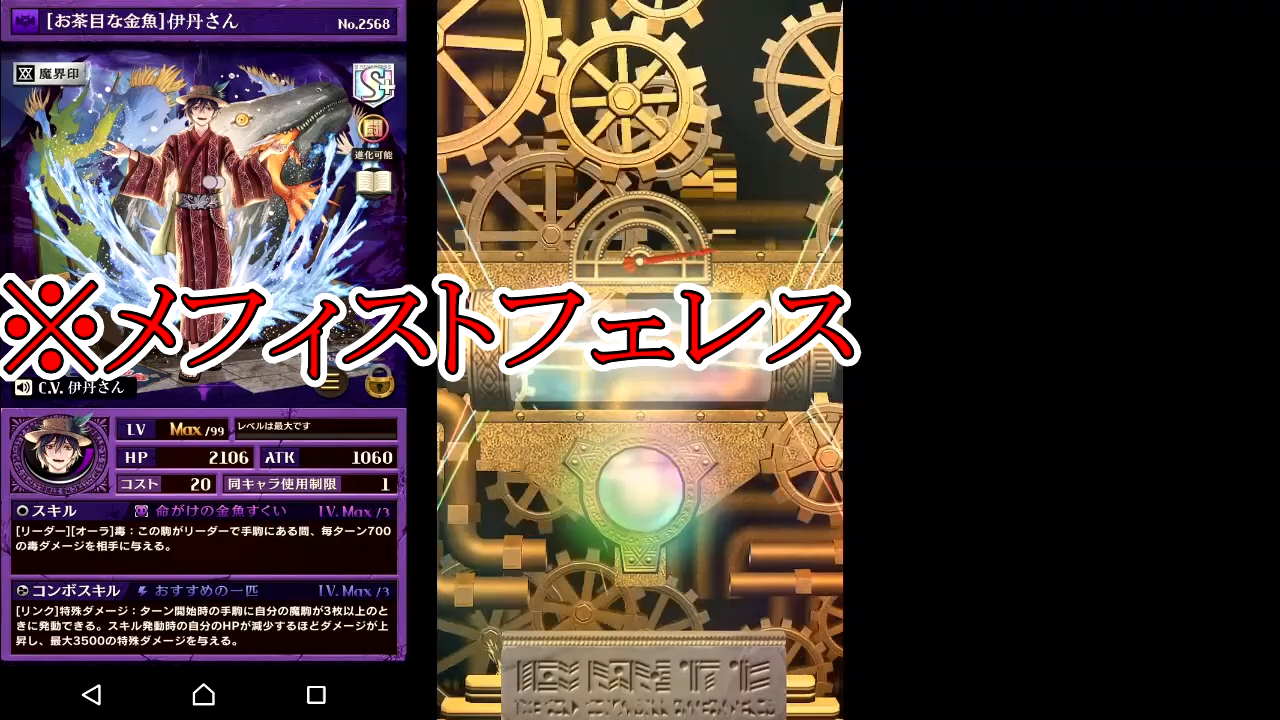 [お茶目な金魚]伊丹さん
No.2568
魔界印
S+
闘
進化可能
※メフィストフェレス
C.V. 伊丹さん
LV Max /99 レベルは最大です
HP 2106 ATK 1060
コスト 20 同キャラ使用制限 1
スキル 命がけの金魚すくい LV. Max /3
[リーダー][オーラ]毒：この駒がリーダーで手駒にある間、毎ターン700
の毒ダメージを相手に与える。
コンボスキル おすすめの一匹 LV. Max /3
[リンク]特殊ダメージ：ターン開始時の手駒に自分の魔駒が3枚以上のと
きに発動できる。スキル発動時の自分のHPが減少するほどダメージが上
昇し、最大3500の特殊ダメージを与える。